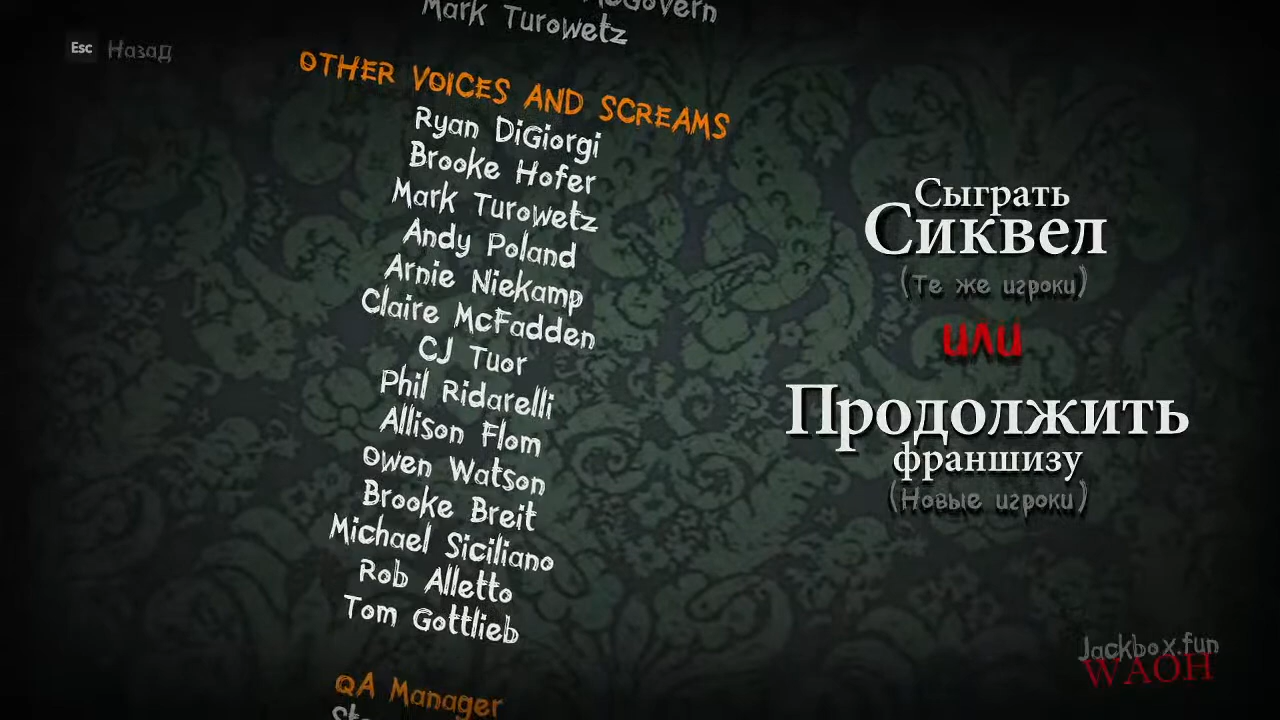 McGovern
Mark Turowetz
Esc Назад
OTHER VOICES AND SCREAMS
Ryan DiGiorgi
Brooke Hofer
Mark Turowetz
Andy Poland
Arnie Niekamp
Claire McFadden
CJ Tuor
Phil Ridarelli
Allison Flom
Owen Watson
Brooke Breit
Michael Siciliano
Rob Alletto
Tom Gottlieb
QA Manager
Сыграть
Сиквел
(Те же игроки)
или
Продолжить
франшизу
(Новые игроки)
Jackbox.fun
WAOH